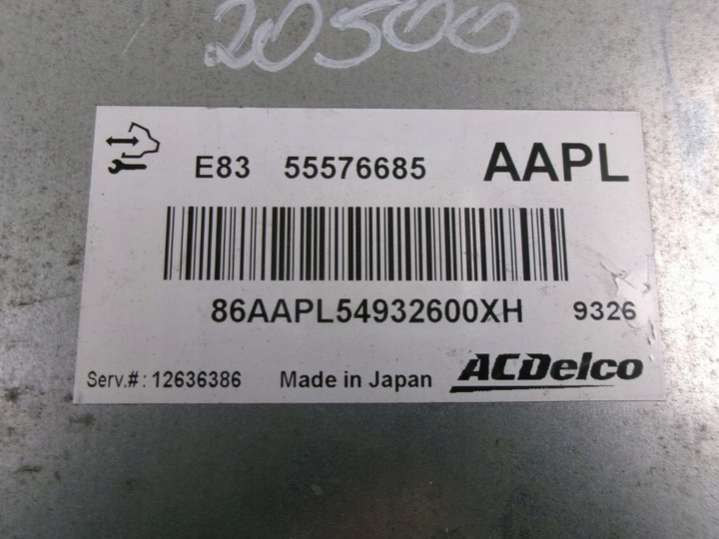 20500
E83 55576685 AAPL
86AAPL54932600XH 9326
Serv.#: 12636386 Made in Japan ACDelco